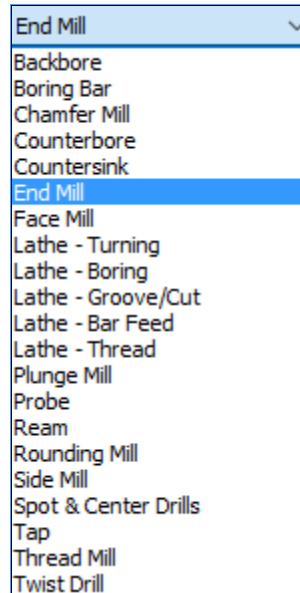 End Mill
Backbore
Boring Bar
Chamfer Mill
Counterbore
Countersink
End Mill
Face Mill
Lathe - Turning
Lathe - Boring
Lathe - Groove/Cut
Lathe - Bar Feed
Lathe - Thread
Plunge Mill
Probe
Ream
Rounding Mill
Side Mill
Spot & Center Drills
Tap
Thread Mill
Twist Drill